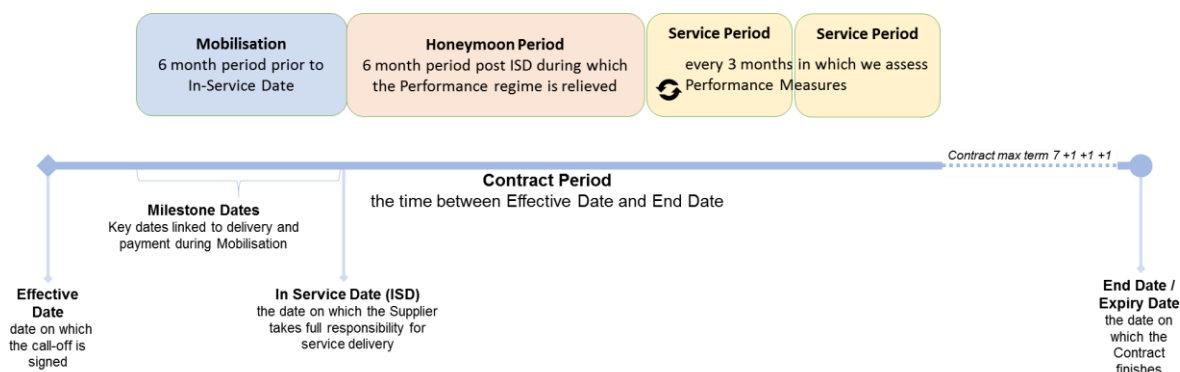 Mobilisation
6 month period prior to
In-Service Date
Honeymoon Period
6 month period post ISD during which
the Performance regime is relieved
Service Period
Service Period
every 3 months in which we assess
Performance Measures
Contract max term 7 +1 +1 +1
Contract Period
the time between Effective Date and End Date
Milestone Dates
Key dates linked to delivery and
payment during Mobilisation
Effective
Date
date on which
the call-off is
signed
In Service Date (ISD)
the date on which the Supplier
takes full responsibility for
service delivery
End Date /
Expiry Date
the date on
which the
Contract
finishes